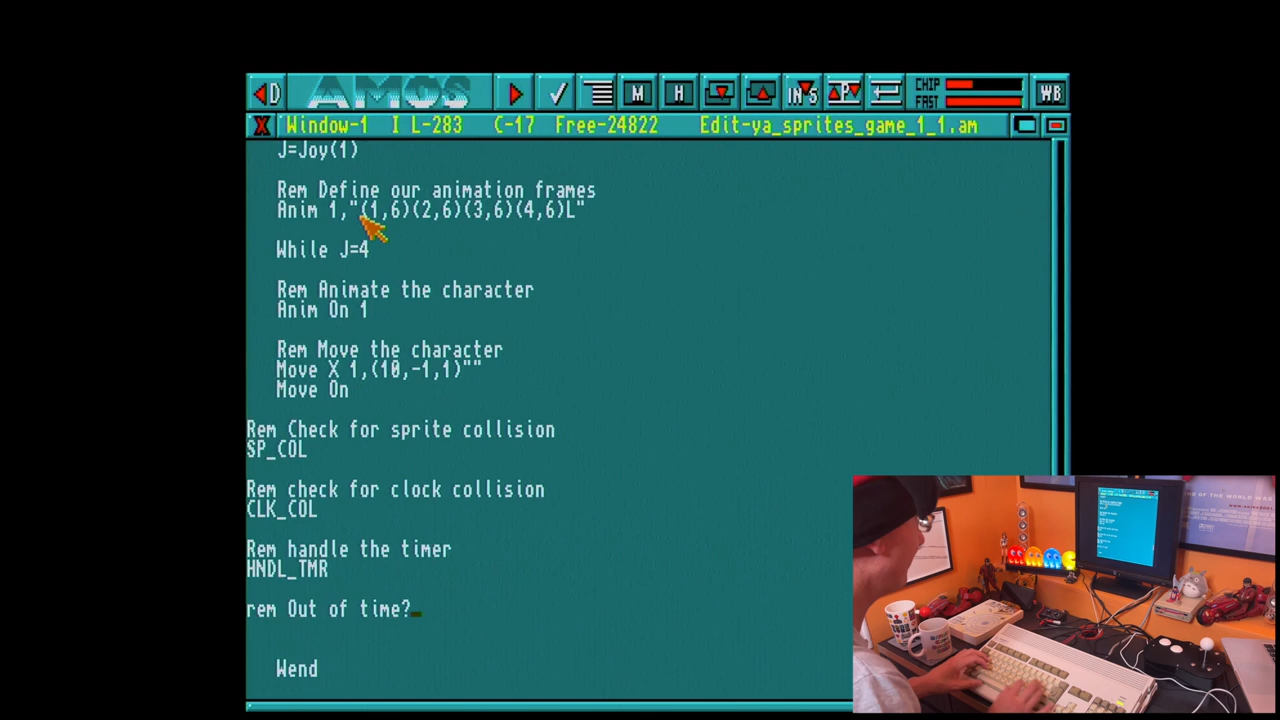 D AMOS M H INS P CHIP FAST WB
X Window-1 I L-283 C-17 Free-24822 Edit-ya_sprites_game_1_1.am
J=Joy(1)
Rem Define our animation frames
Anim 1,"(1,6)(2,6)(3,6)(4,6)L"
While J=4
Rem Animate the character
Anim On 1
Rem Move the character
Move X 1,(10,-1,1)""
Move On
Rem Check for sprite collision
SP_COL
Rem check for clock collision
CLK_COL
Rem handle the timer
HNDL_TMR
rem Out of time?
Wend